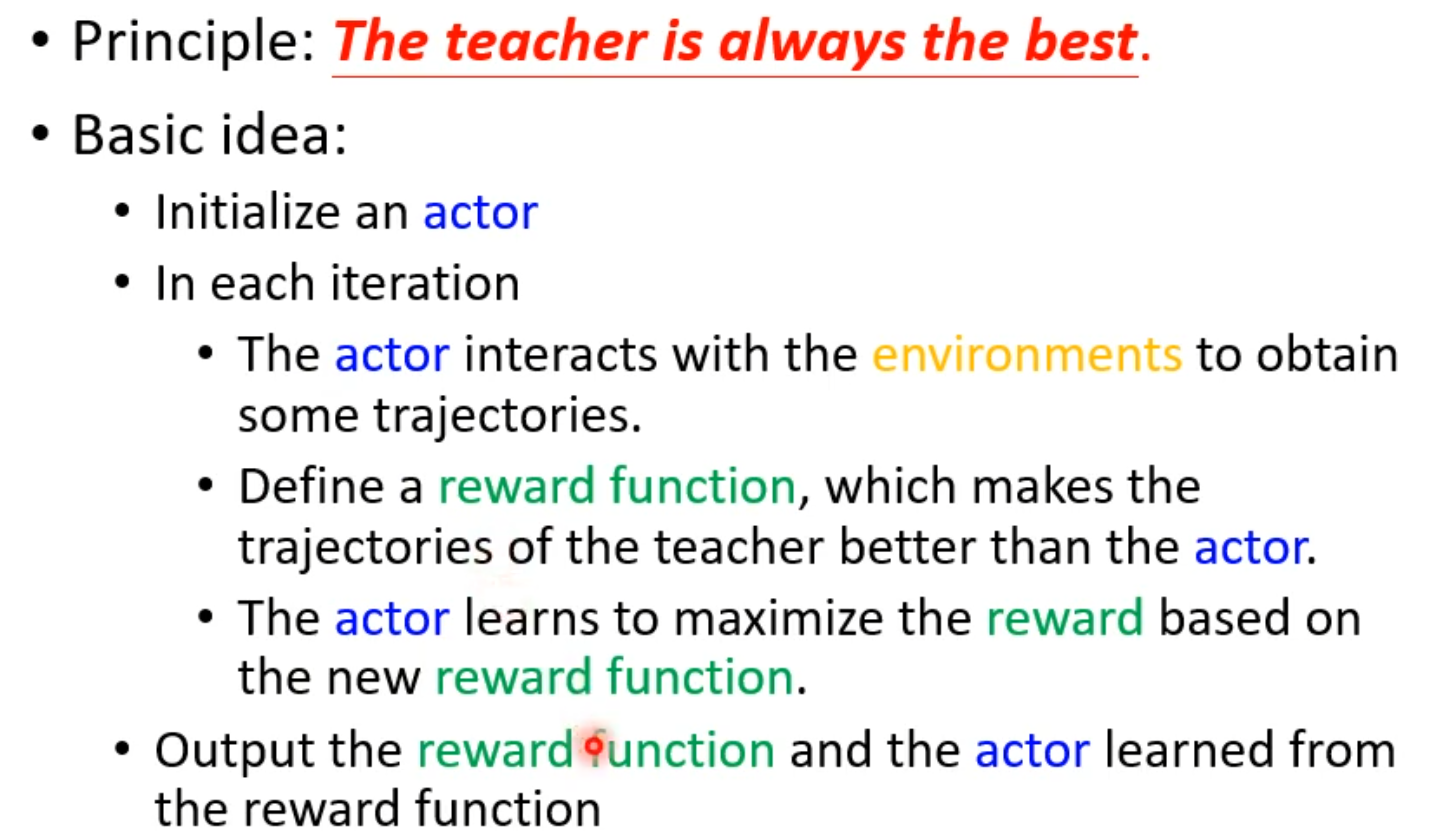 • Principle: The teacher is always the best.
• Basic idea:
• Initialize an actor
• In each iteration
• The actor interacts with the environments to obtain
some trajectories.
• Define a reward function, which makes the
trajectories of the teacher better than the actor.
• The actor learns to maximize the reward based on
the new reward function.
• Output the reward function and the actor learned from
the reward function